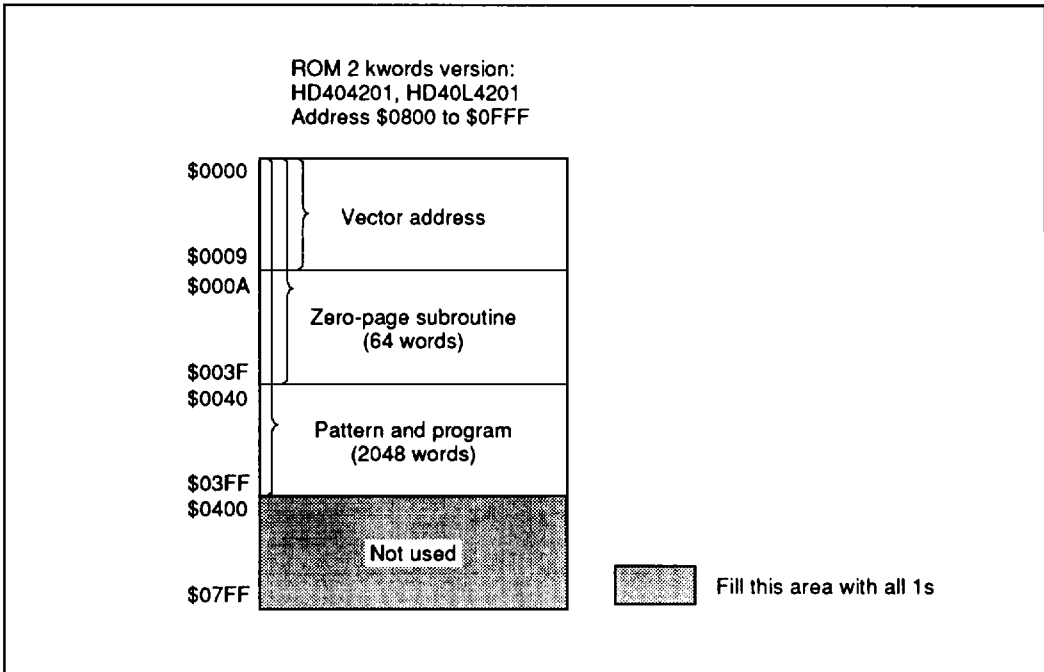 ROM 2 kwords version:
HD404201, HD40L4201
Address $0800 to $0FFF
$0000
Vector address
$0009
$000A
Zero-page subroutine
(64 words)
$003F
$0040
Pattern and program
(2048 words)
$03FF
$0400
Not used
$07FF
Fill this area with all 1s